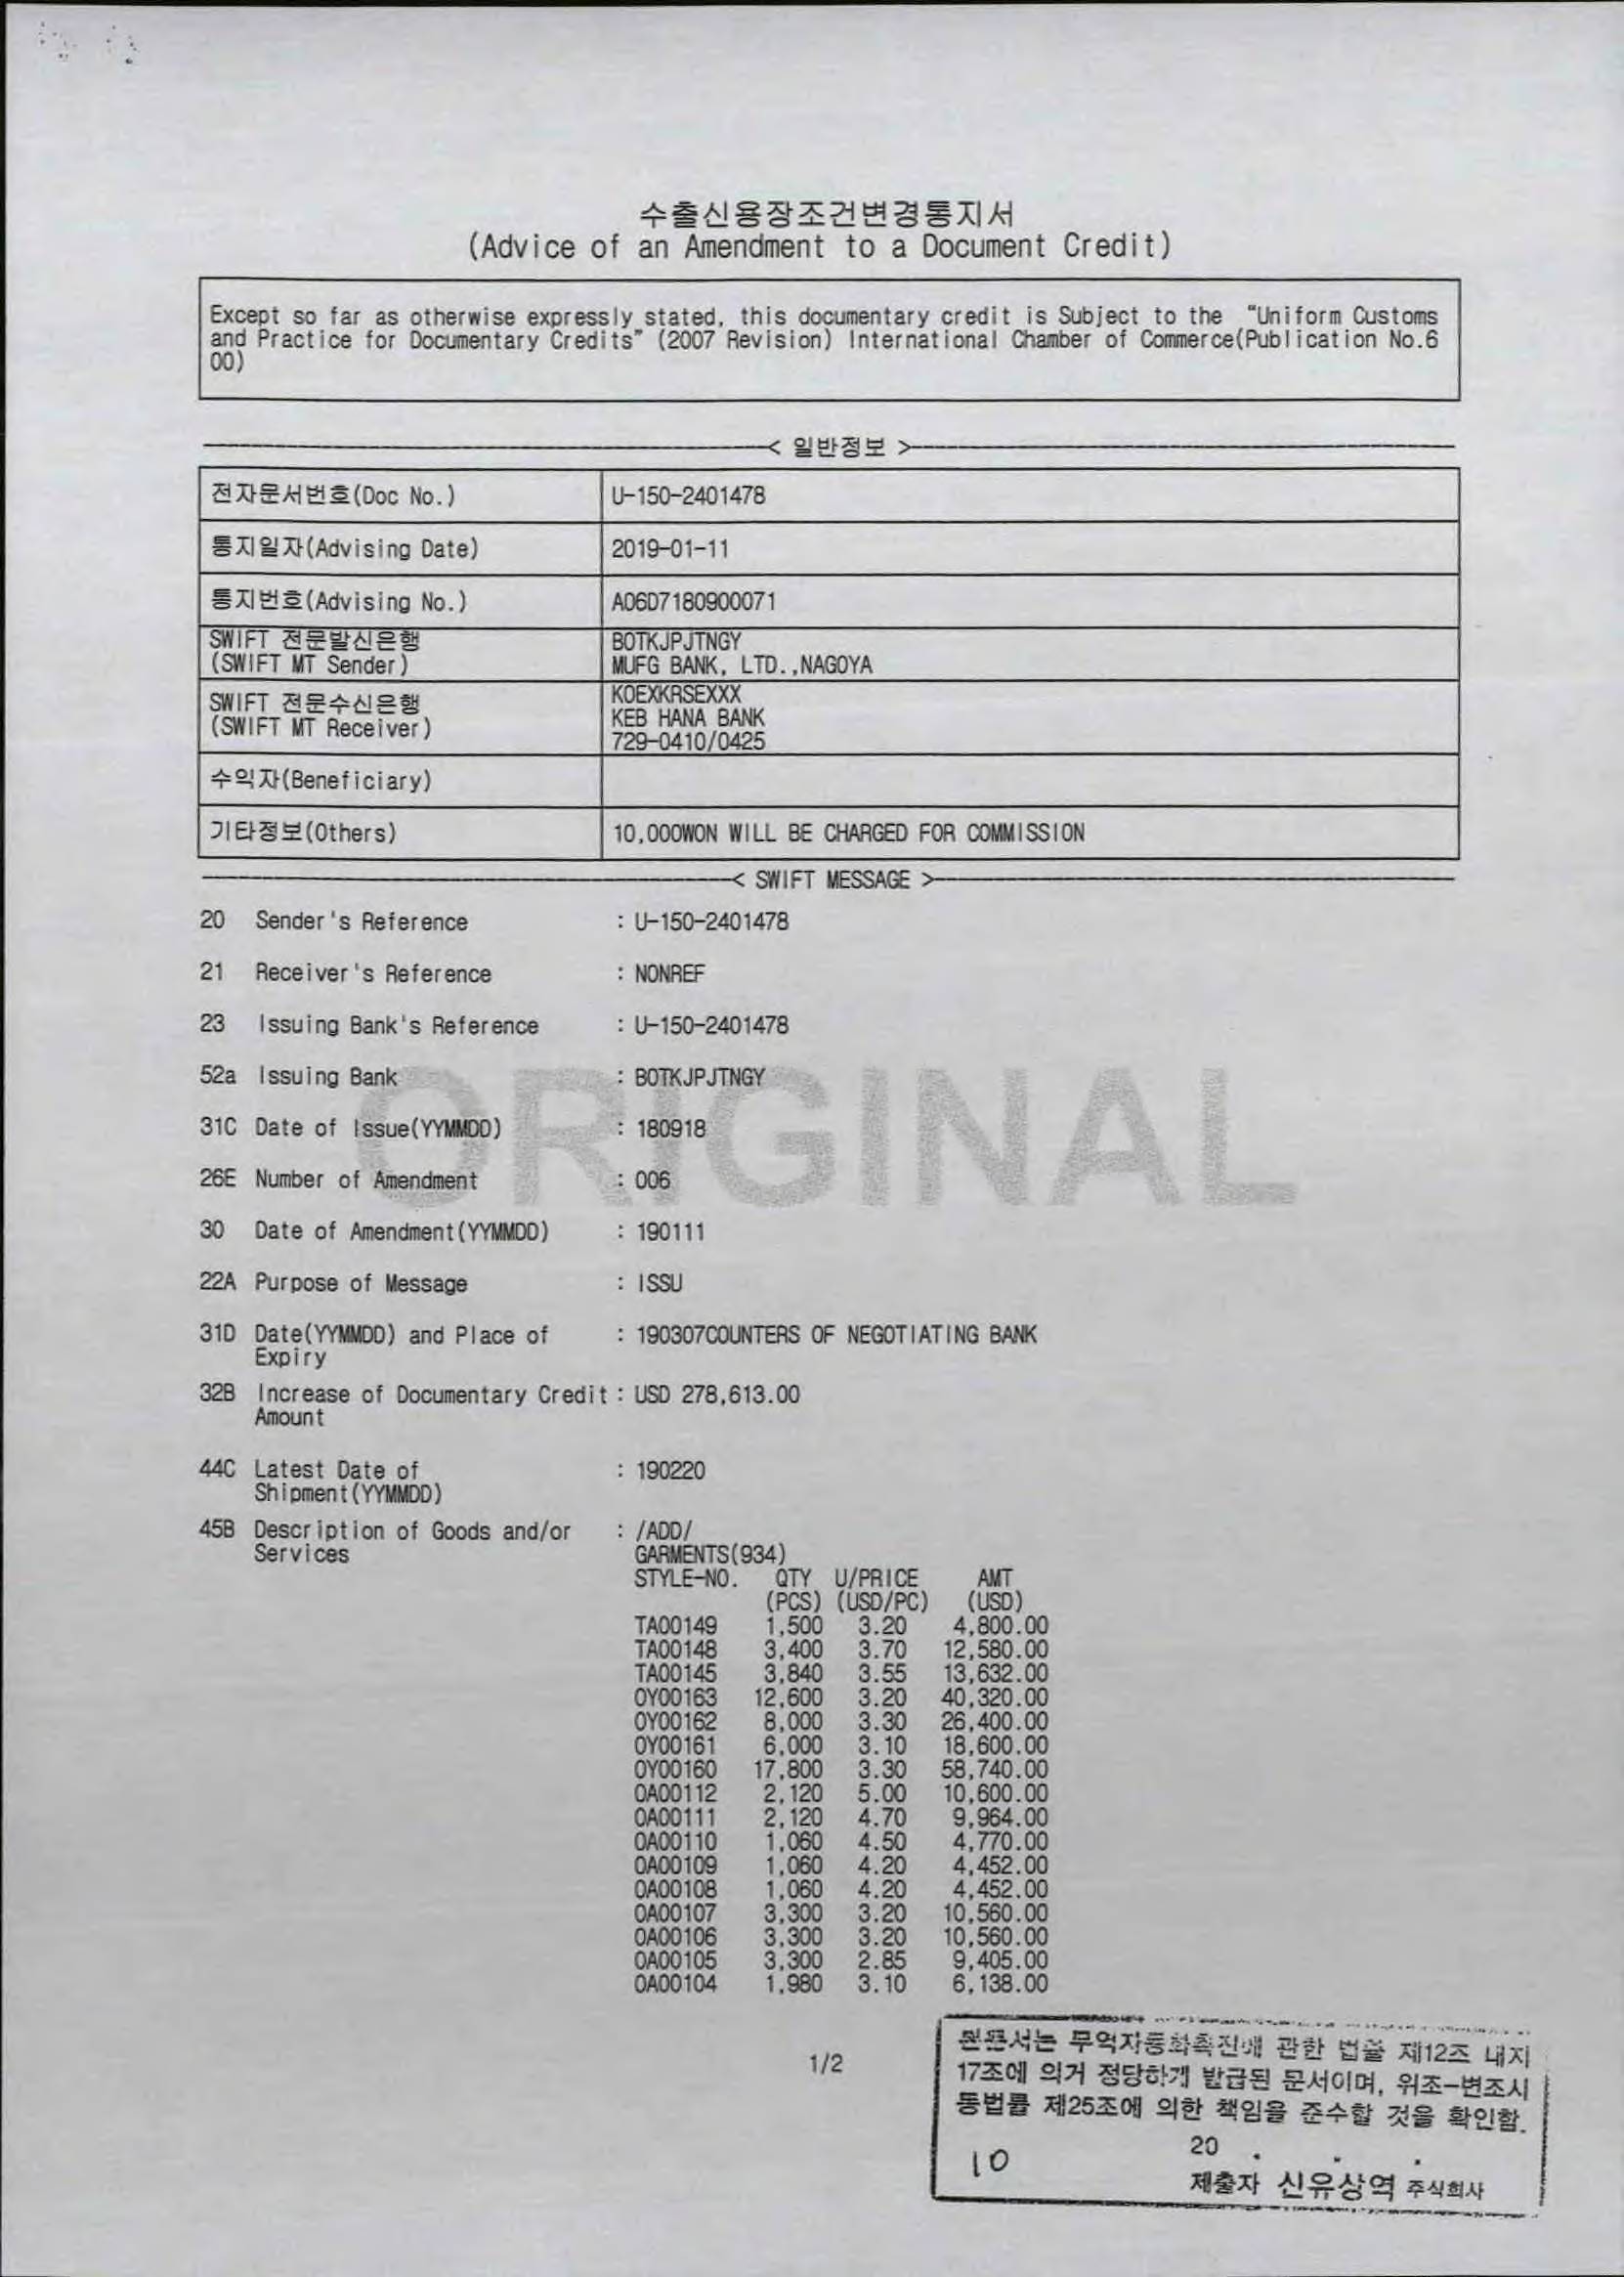 수출신용장조건변경통지서
(Advice of an Amendment to a Document Credit)
Except so far as otherwise expressly stated, this documentary credit is Subject to the "Uniform Customs
and Practice for Documentary Credits" (2007 Revision) International Chamber of Commerce(Publication No.6
00)
< 일반정보 >
전자문서번호(Doc No.) U-150-2401478
통지일자(Advising Date) 2019-01-11
통지번호(Advising No.) A06D7180900071
SWIFT 전문발신은행 BOTKJPJTNGY
(SWIFT MT Sender) MUFG BANK, LTD.,NAGOYA
SWIFT 전문수신은행 KOEXKRSEXXX
(SWIFT MT Receiver) KEB HANA BANK
729-0410/0425
수익자(Beneficiary)
기타정보(Others) 10,000WON WILL BE CHARGED FOR COMMISSION
< SWIFT MESSAGE >
20 Sender's Reference : U-150-2401478
21 Receiver's Reference : NONREF
23 Issuing Bank's Reference : U-150-2401478
52a Issuing Bank : BOTKJPJTNGY
ORIGINAL
31C Date of Issue(YYMMDD) : 180918
26E Number of Amendment : 006
30 Date of Amendment(YYMMDD) : 190111
22A Purpose of Message : ISSU
31D Date(YYMMDD) and Place of : 190307COUNTERS OF NEGOTIATING BANK
Expiry
32B Increase of Documentary Credit : USD 278,613.00
Amount
44C Latest Date of : 190220
Shipment(YYMMDD)
45B Description of Goods and/or : /ADD/
Services GARMENTS(934)
STYLE-NO. QTY U/PRICE AMT
(PCS) (USD/PC) (USD)
TA00149 1,500 3.20 4,800.00
TA00148 3,400 3.70 12,580.00
TA00145 3,840 3.55 13,632.00
OY00163 12,600 3.20 40,320.00
OY00162 8,000 3.30 26,400.00
OY00161 6,000 3.10 18,600.00
OY00160 17,800 3.30 58,740.00
OA00112 2,120 5.00 10,600.00
OA00111 2,120 4.70 9,964.00
OA00110 1,060 4.50 4,770.00
OA00109 1,060 4.20 4,452.00
OA00108 1,060 4.20 4,452.00
OA00107 3,300 3.20 10,560.00
OA00106 3,300 3.20 10,560.00
OA00105 3,300 2.85 9,405.00
OA00104 1,980 3.10 6,138.00
1/2
본문서는 무역자동화촉진에 관한 법률 제12조 내지
17조에 의거 정당하게 발급된 문서이며, 위조-변조시
동법률 제25조에 의한 책임을 준수할 것을 확인함.
10 20 . . .
제출자 신유상역 주식회사